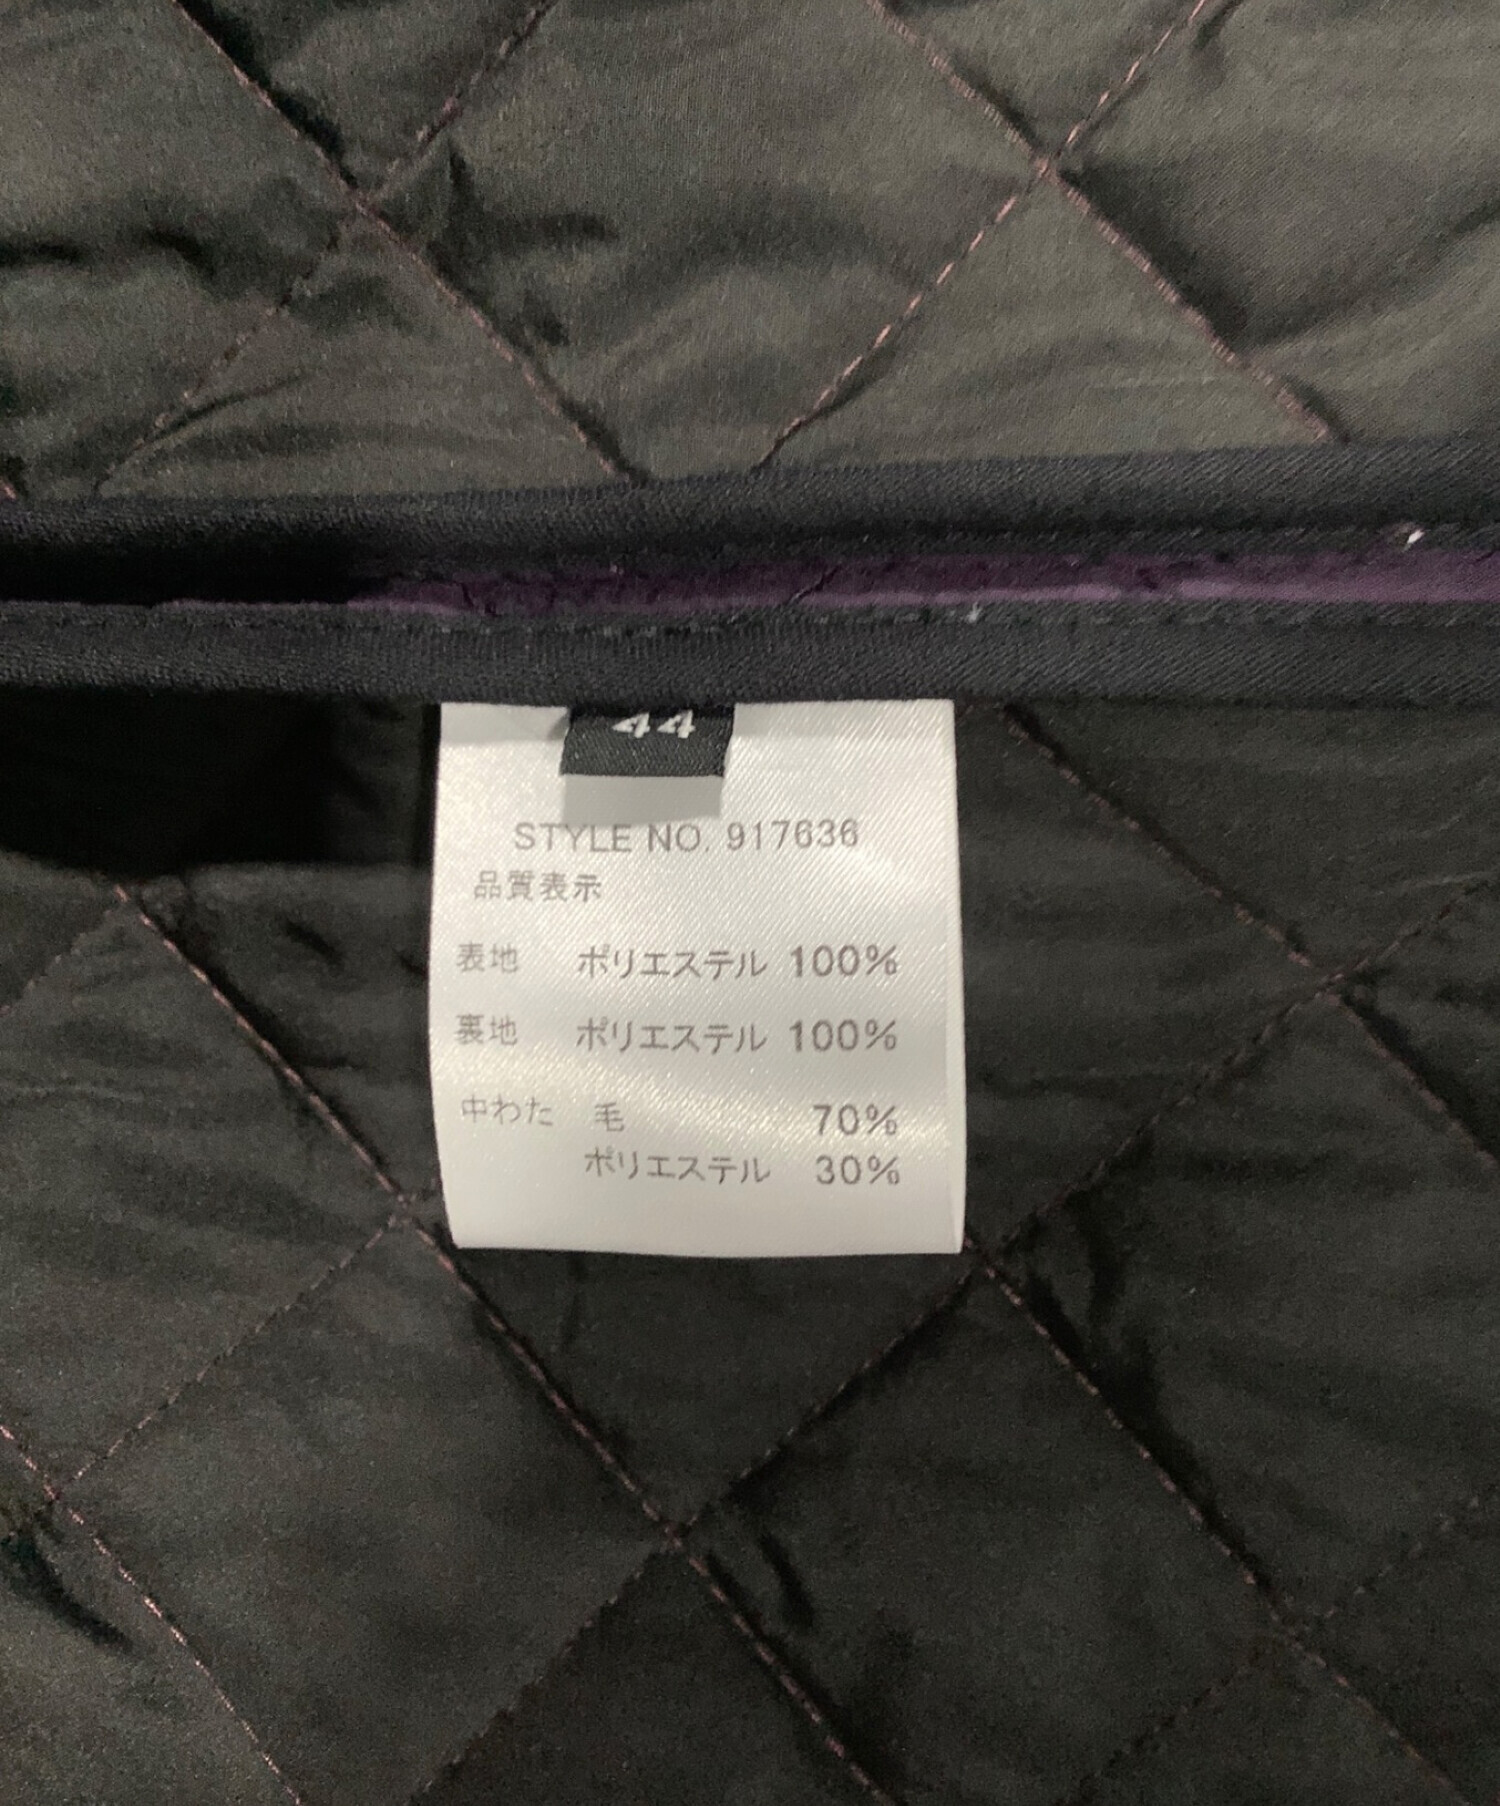 44
STYLE NO. 917636
品質表示
表地 ポリエステル 100%
裏地 ポリエステル 100%
中わた 毛 70%
ポリエステル 30%